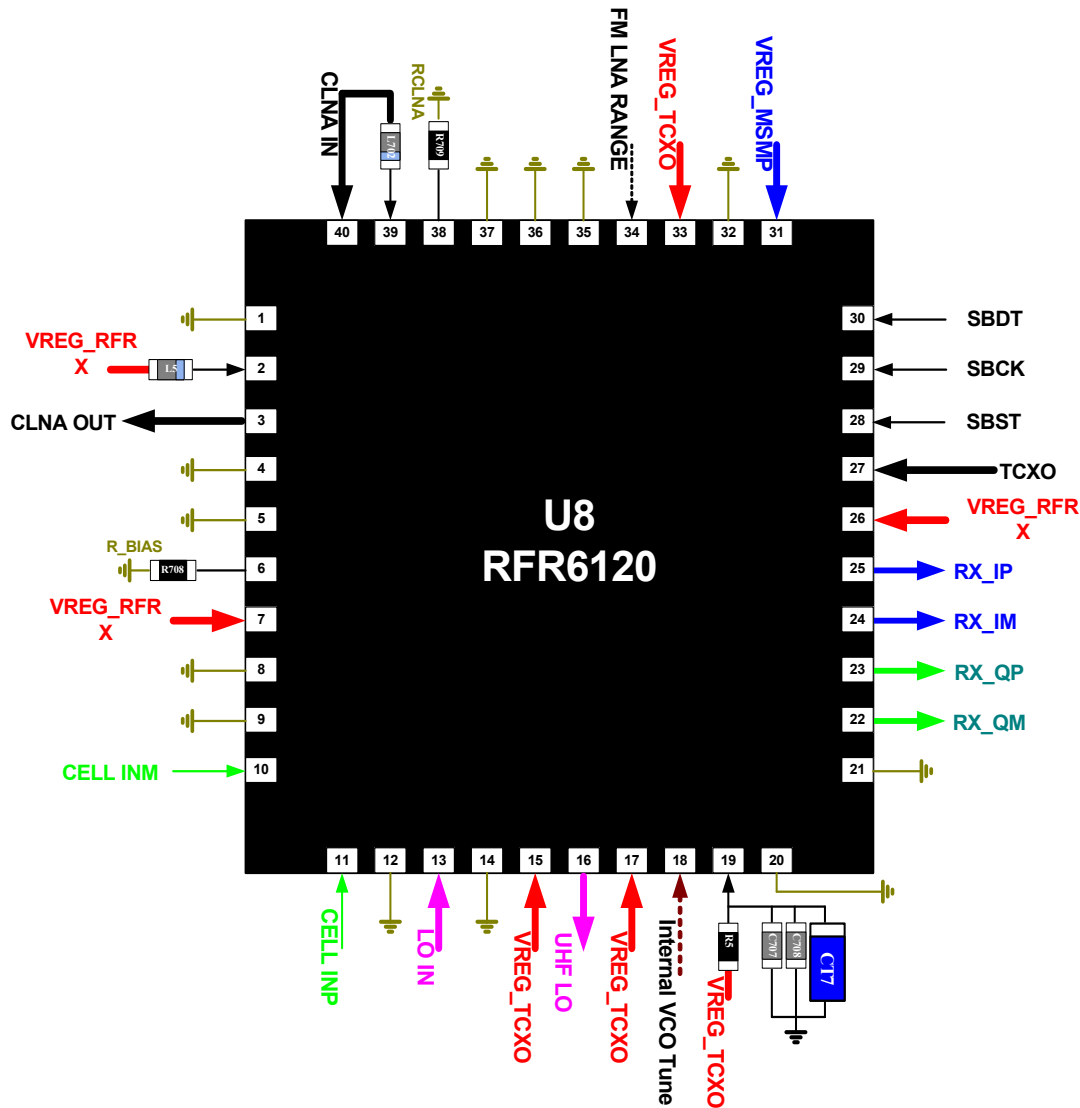 CLNA IN
L702
RCLNA
R709
FM LNA RANGE
VREG_TCXO
VREG_MSMP
40
39
38
37
36
35
34
33
32
31
1
VREG_RFR
X
L5
2
CLNA OUT
3
4
5
R_BIAS
R708
6
VREG_RFR
X
7
8
9
CELL INM
10
U8
RFR6120
30
SBDT
29
SBCK
28
SBST
27
TCXO
26
VREG_RFR
X
25
RX_IP
24
RX_IM
23
RX_QP
22
RX_QM
21
11
12
13
14
15
16
17
18
19
20
CELL INP
LO IN
VREG_TCXO
UHF LO
VREG_TCXO
Internal VCO Tune
R5
VREG_TCXO
C707
C708
CT7